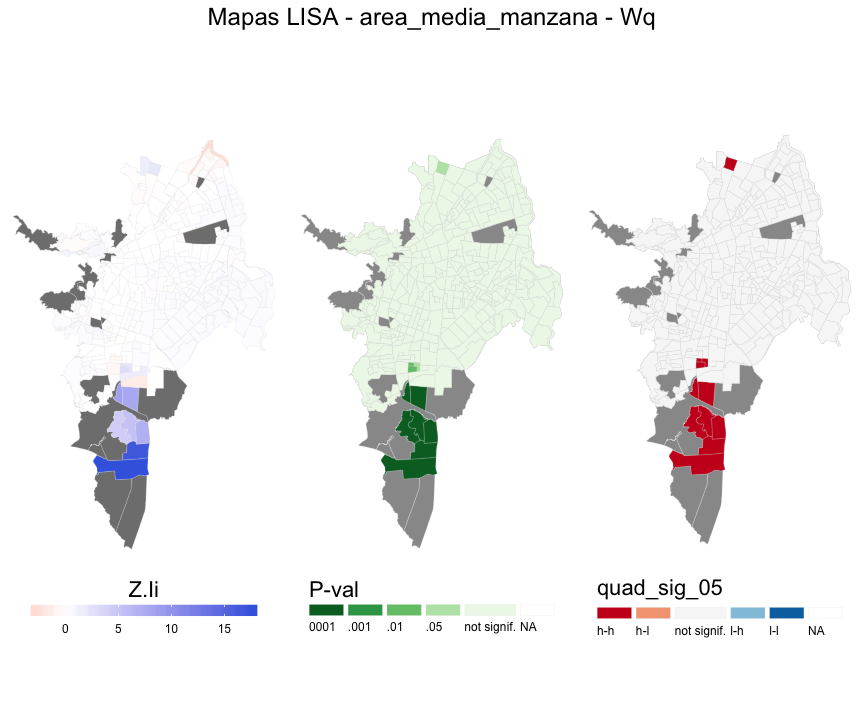 Mapas LISA - area_media_manzana - Wq
Z.li
0 5 10 15
P-val
0001 .001 .01 .05 not signif. NA
quad_sig_05
h-h h-l not signif. l-h l-l NA